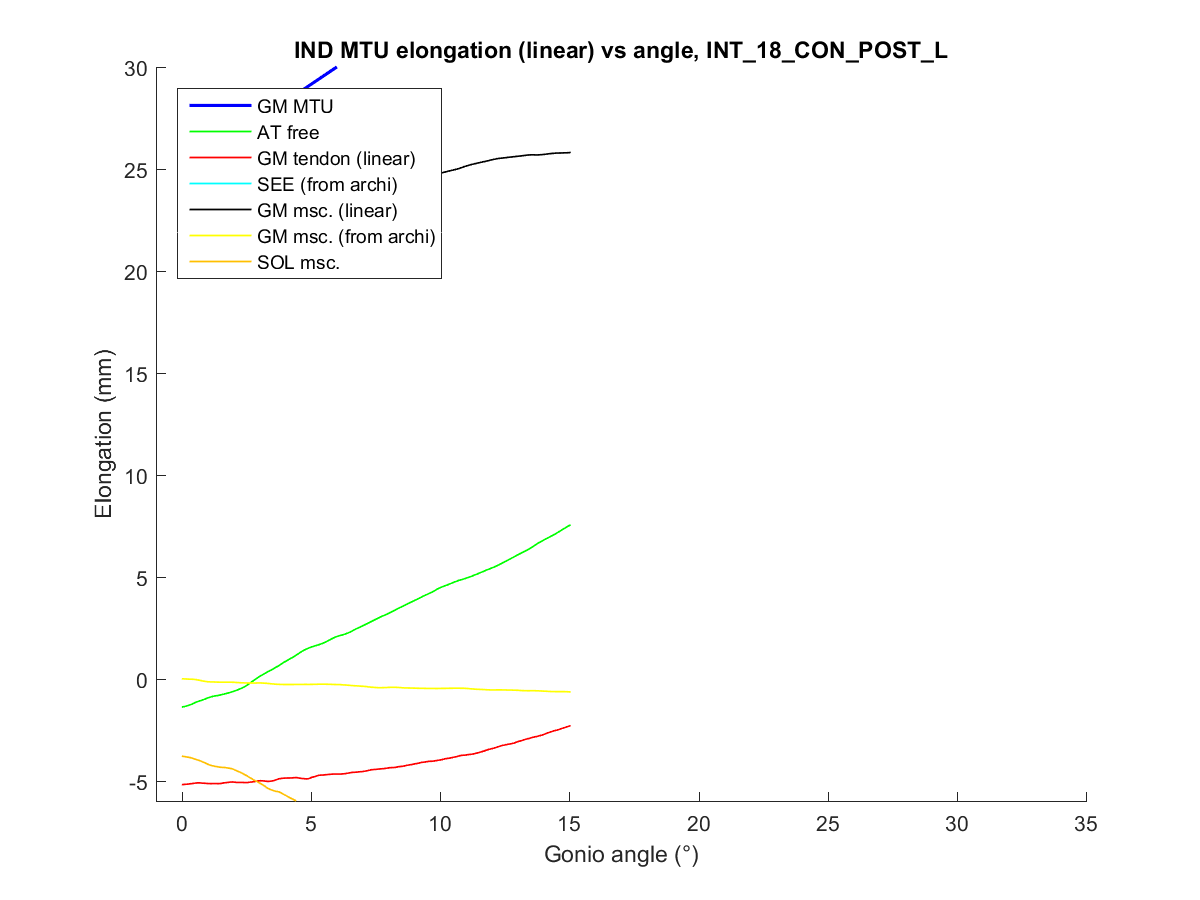 IND MTU elongation (linear) vs angle, INT_18_CON_POST_L
30
GM MTU
AT free
GM tendon (linear)
SEE (from archi)
GM msc. (linear)
GM msc. (from archi)
SOL msc.
25
20
15
10
5
0
-5
Elongation (mm)
0 5 10 15 20 25 30 35
Gonio angle (°)